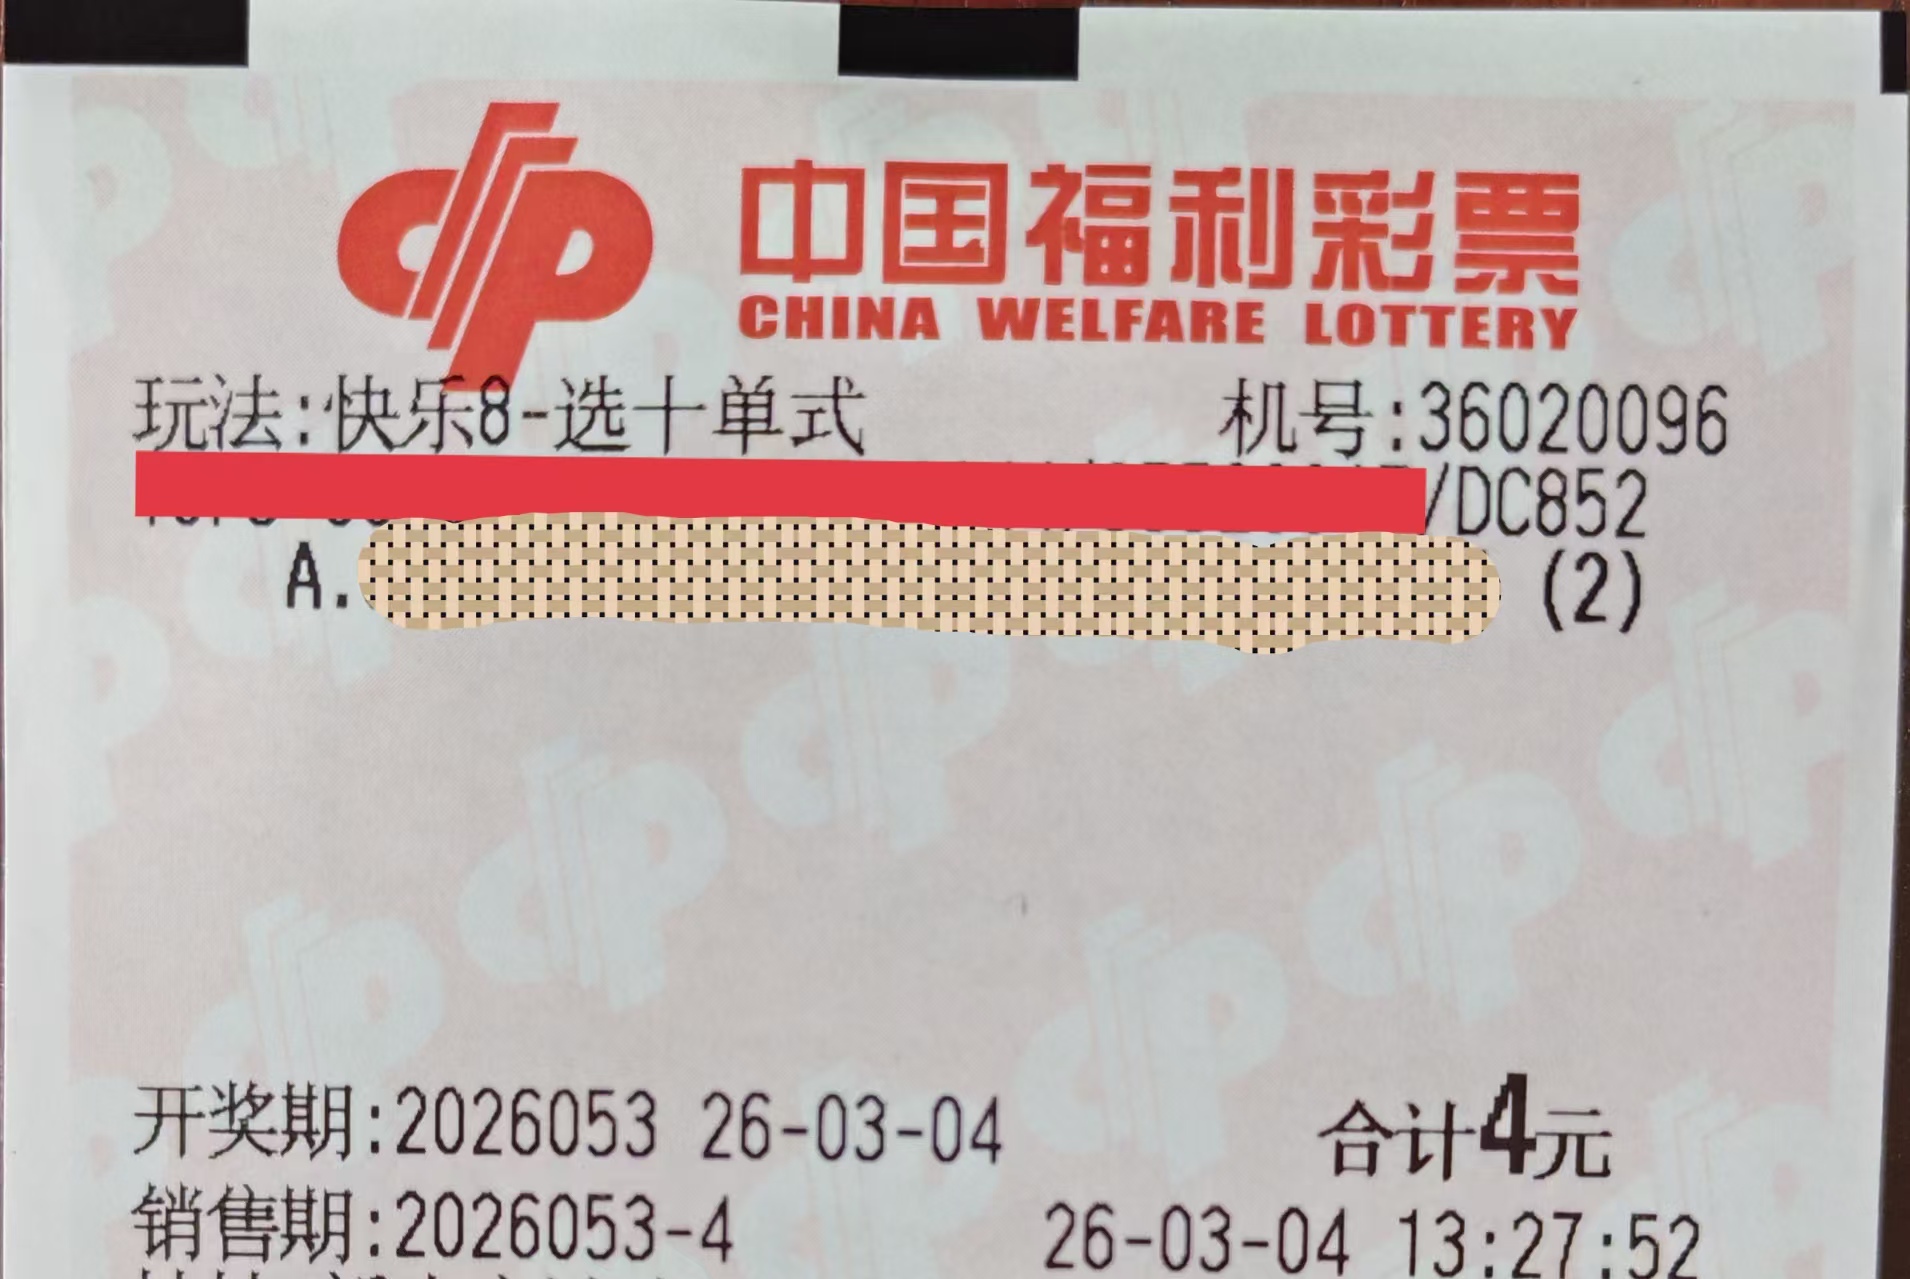 中国福利彩票
CHINA WELFARE LOTTERY
玩法:快乐8-选十单式 机号:36020096
/DC852
A. (2)
开奖期:2026053 26-03-04 合计4元
销售期:2026053-4 26-03-04 13:27:52